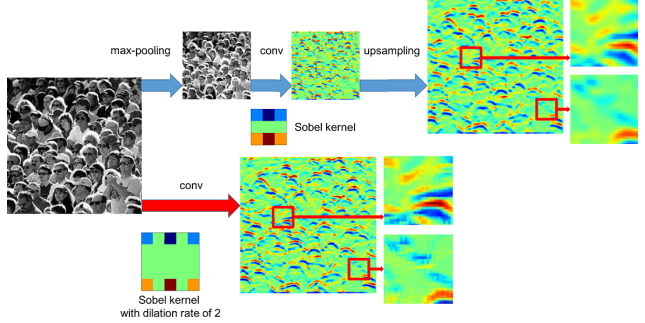 max-pooling
conv
upsampling
Sobel kernel
conv
Sobel kernel
with dilation rate of 2